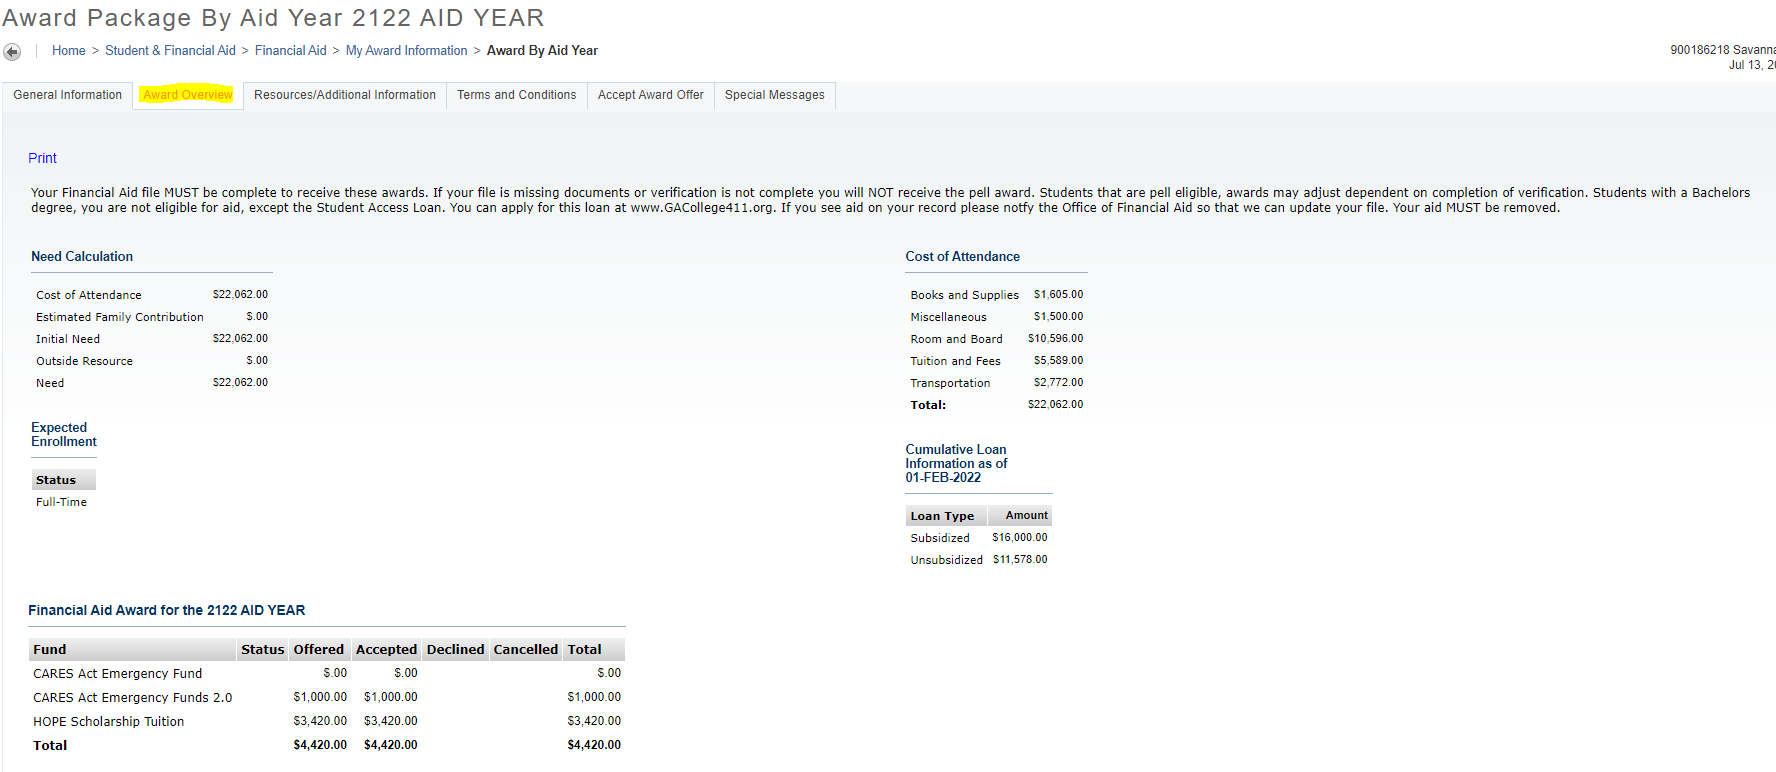 Award Package By Aid Year 2122 AID YEAR
Home > Student & Financial Aid > Financial Aid > My Award Information > Award By Aid Year
900186218 Savanna
Jul 13, 2
General Information Award Overview Resources/Additional Information Terms and Conditions Accept Award Offer Special Messages
Print
Your Financial Aid file MUST be complete to receive these awards. If your file is missing documents or verification is not complete you will NOT receive the pell award. Students that are pell eligible, awards may adjust dependent on completion of verification. Students with a Bachelors
degree, you are not eligible for aid, except the Student Access Loan. You can apply for this loan at www.GACollege411.org. If you see aid on your record please notfy the Office of Financial Aid so that we can update your file. Your aid MUST be removed.
Need Calculation
Cost of Attendance $22,062.00
Estimated Family Contribution $.00
Initial Need $22,062.00
Outside Resource $.00
Need $22,062.00
Expected
Enrollment
Status
Full-Time
Cost of Attendance
Books and Supplies $1,605.00
Miscellaneous $1,500.00
Room and Board $10,596.00
Tuition and Fees $5,589.00
Transportation $2,772.00
Total: $22,062.00
Cumulative Loan
Information as of
01-FEB-2022
Loan Type Amount
Subsidized $16,000.00
Unsubsidized $11,578.00
Financial Aid Award for the 2122 AID YEAR
Fund Status Offered Accepted Declined Cancelled Total
CARES Act Emergency Fund $.00 $.00 $.00
CARES Act Emergency Funds 2.0 $1,000.00 $1,000.00 $1,000.00
HOPE Scholarship Tuition $3,420.00 $3,420.00 $3,420.00
Total $4,420.00 $4,420.00 $4,420.00